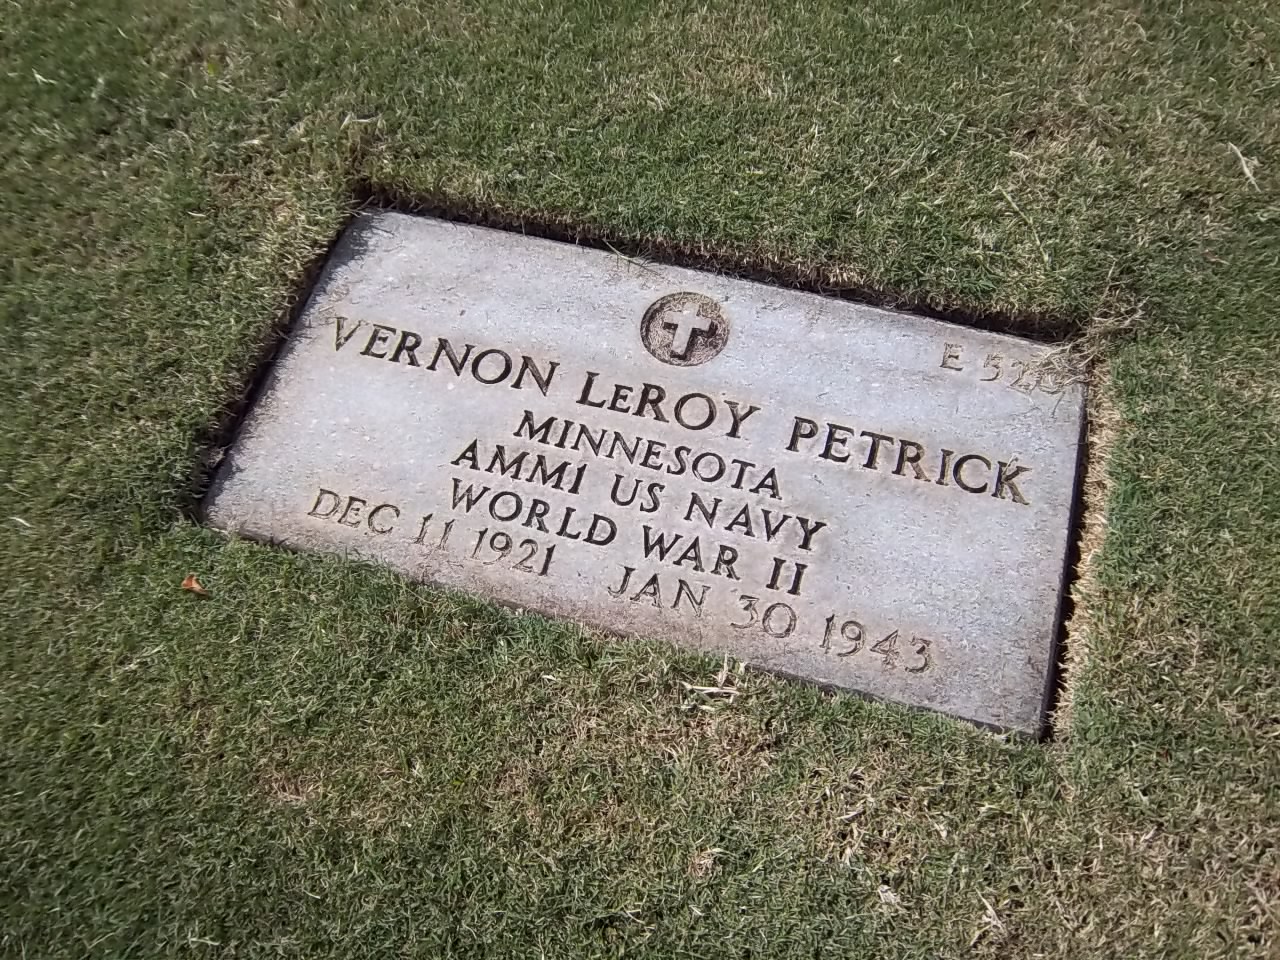 E
VERNON LeROY PETRICK
MINNESOTA
AMM1 US NAVY
WORLD WAR II
DEC 11 1921 JAN 30 1943